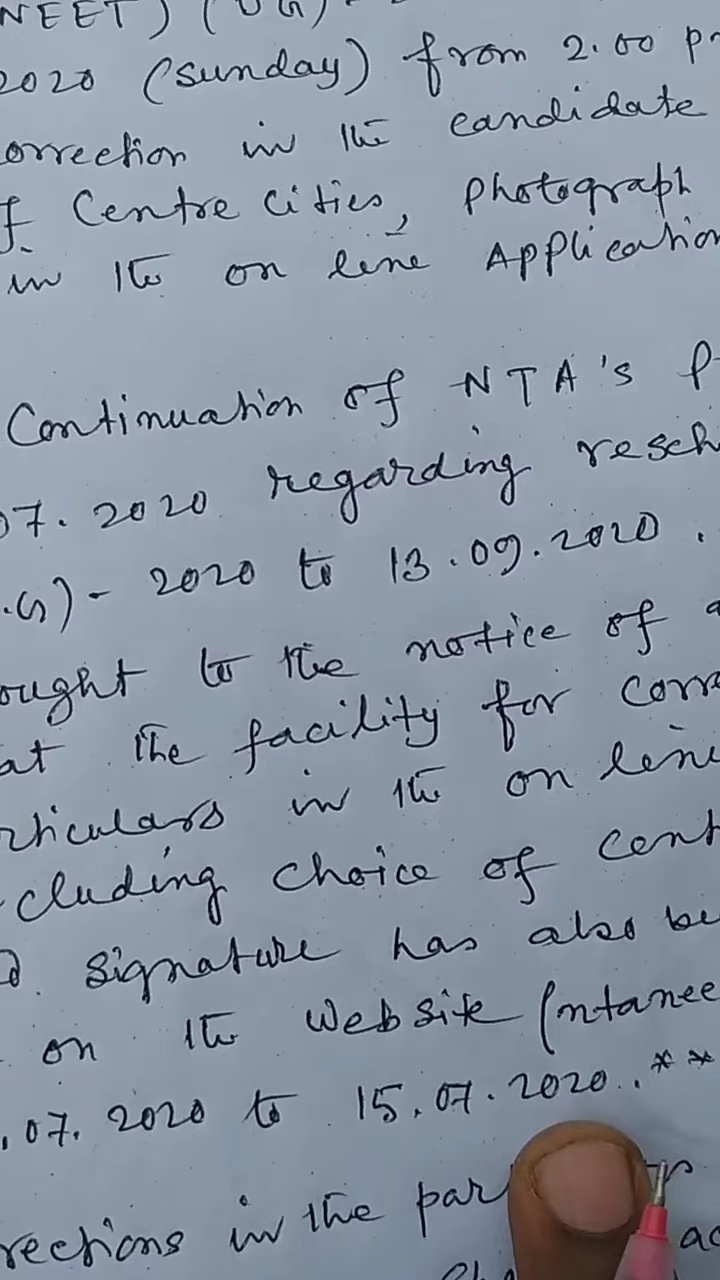 NEET) (UG)
2020 (Sunday) from 2.00 p
orrection in the candidate
f Centre Cities, Photograph
in the on line Application
Continuation of NTA's P
07.2020 regarding resch
.G)- 2020 to 13.09.2020.
ought to the notice of a
at the facility for corre
rticulars in the on line
cluding choice of cent
d. signature has also be
on the website (ntanee
.07.2020 to 15.07.2020..**
rections in the par